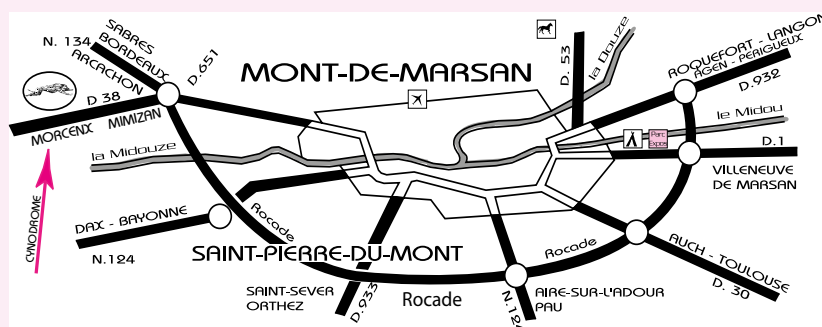 SABRES
BORDEAUX
ARCACHON
N. 134
D.651
D 38
MORCENX MIMIZAN
CYNODROME
MONT-DE-MARSAN
D. 53
la Douze
ROQUEFORT - LANGON
AGEN - PERIGUEUX
D.932
le Midou
Parc
Expos
D.1
VILLENEUVE
DE MARSAN
la Midouze
DAX - BAYONNE
N.124
Rocade
SAINT-PIERRE-DU-MONT
Rocade
AUCH - TOULOUSE
D. 30
SAINT-SEVER
ORTHEZ
D.933
Rocade
N.124
AIRE-SUR-L'ADOUR
PAU